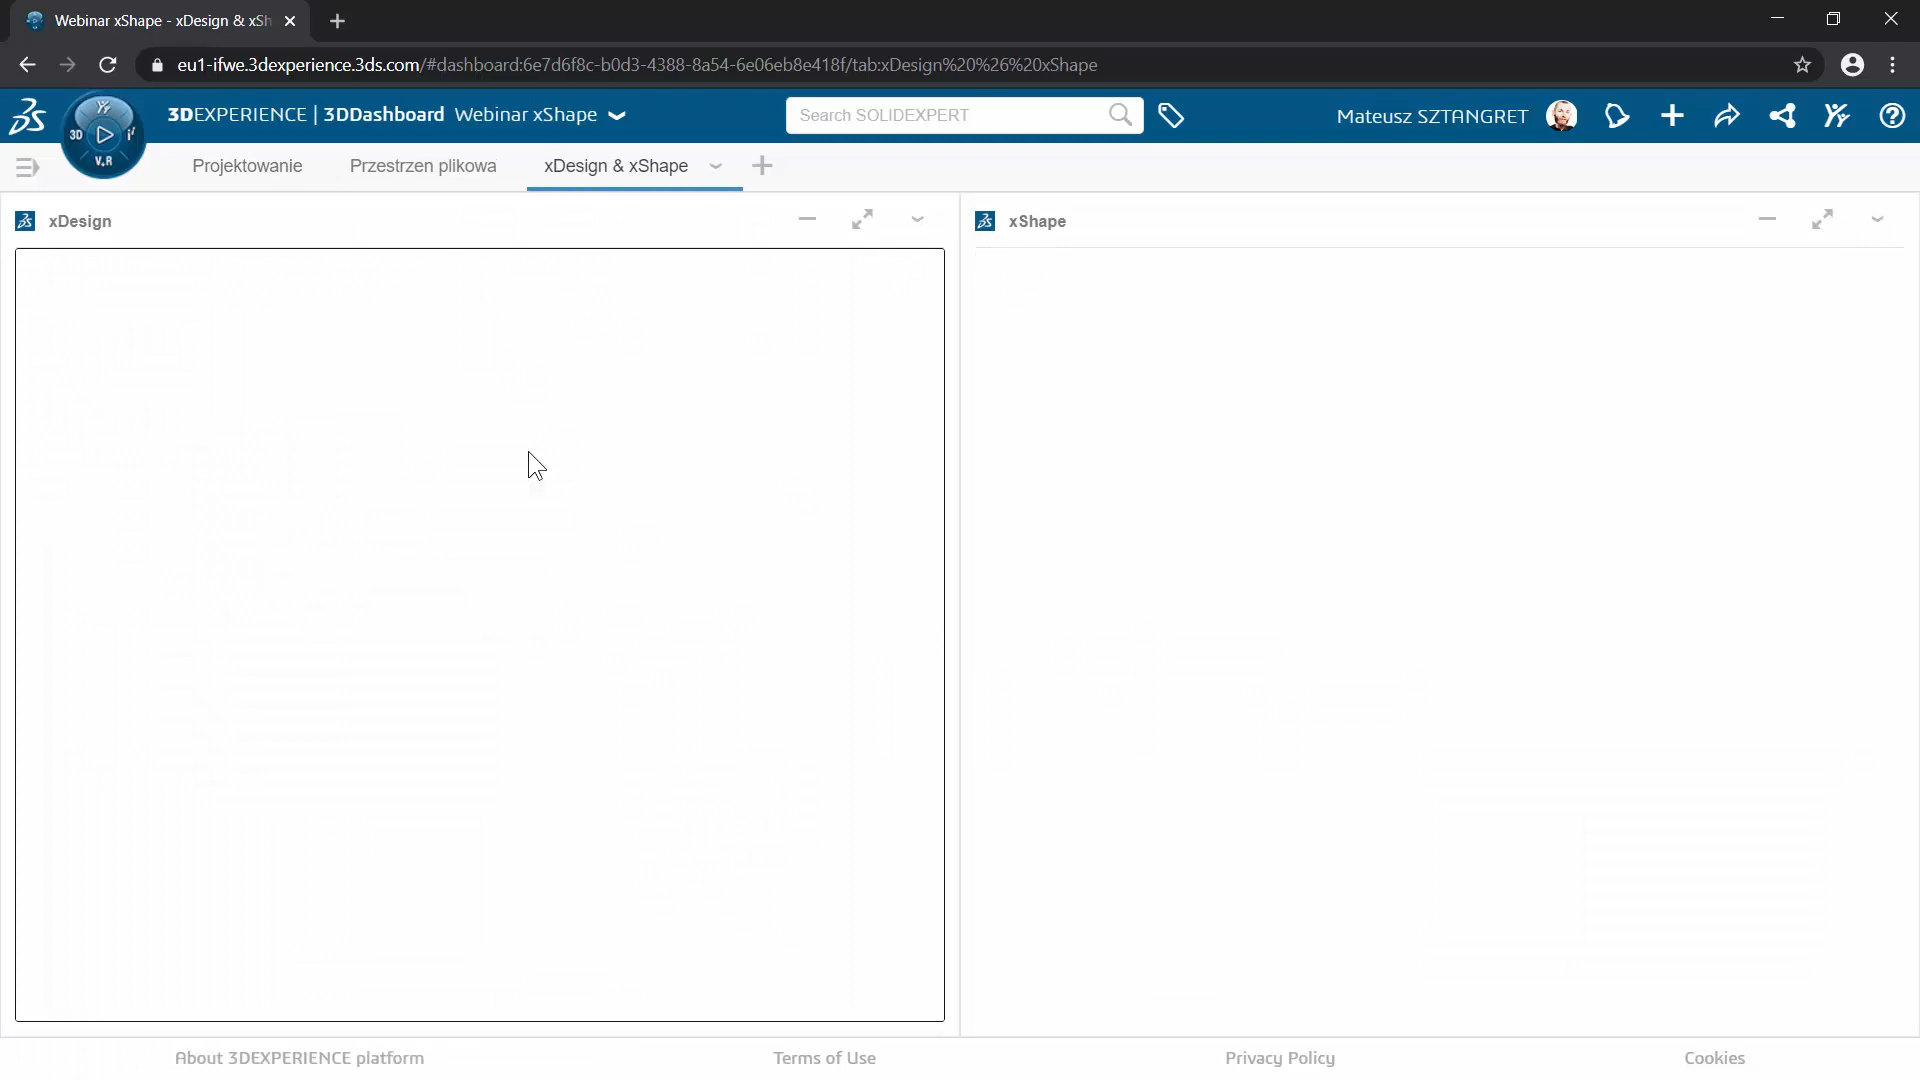 Webinar xShape - xDesign & xSh
eu1-ifwe.3dexperience.3ds.com/#dashboard:6e7d6f8c-b0d3-4388-8a54-6e06eb8e418f/tab:xDesign%20%26%20xShape
3DEXPERIENCE | 3DDashboard Webinar xShape
Search SOLIDEXPERT
Mateusz SZTANGRET
3D
V.R
Projektowanie
Przestrzen plikowa
xDesign & xShape
xDesign
xShape
About 3DEXPERIENCE platform
Terms of Use
Privacy Policy
Cookies